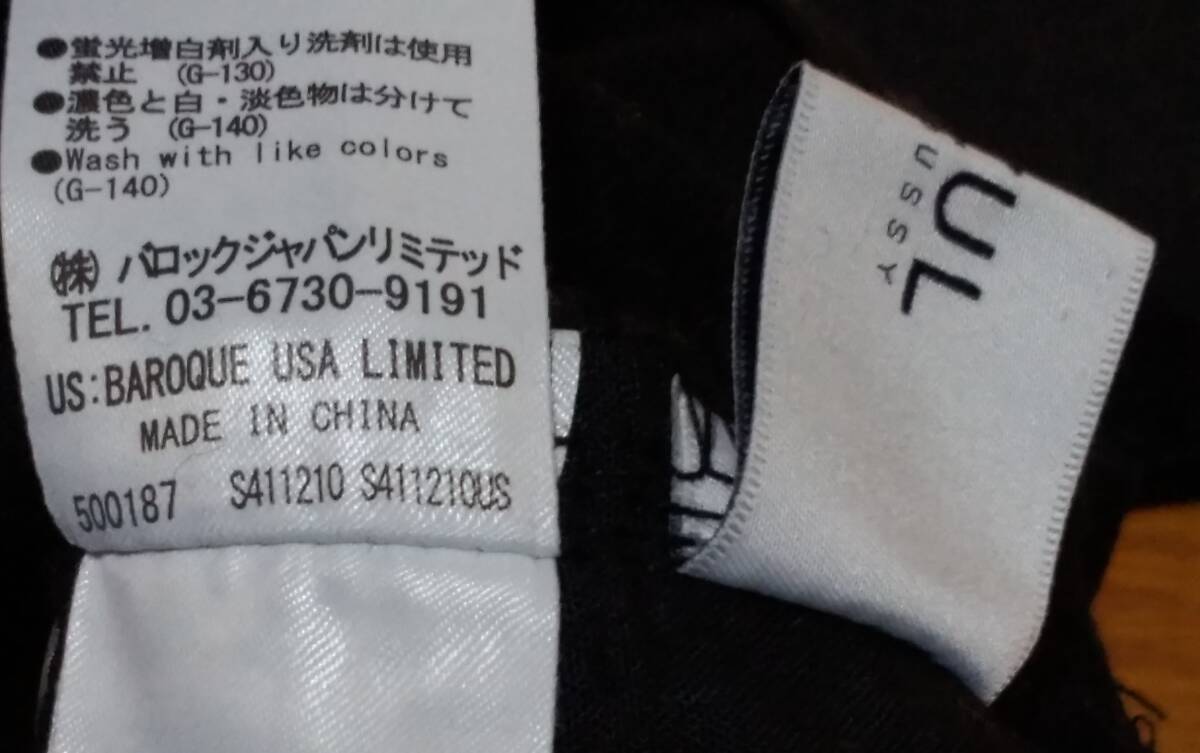 ●蛍光増白剤入り洗剤は使用
禁止 (G-130)
●濃色と白・淡色物は分けて
洗う (G-140)
●Wash with like colors
(G-140)
㈱ バロックジャパンリミテッド
TEL. 03-6730-9191
US:BAROQUE USA LIMITED
MADE IN CHINA
500187 S411210 S411210US
UL
USSY